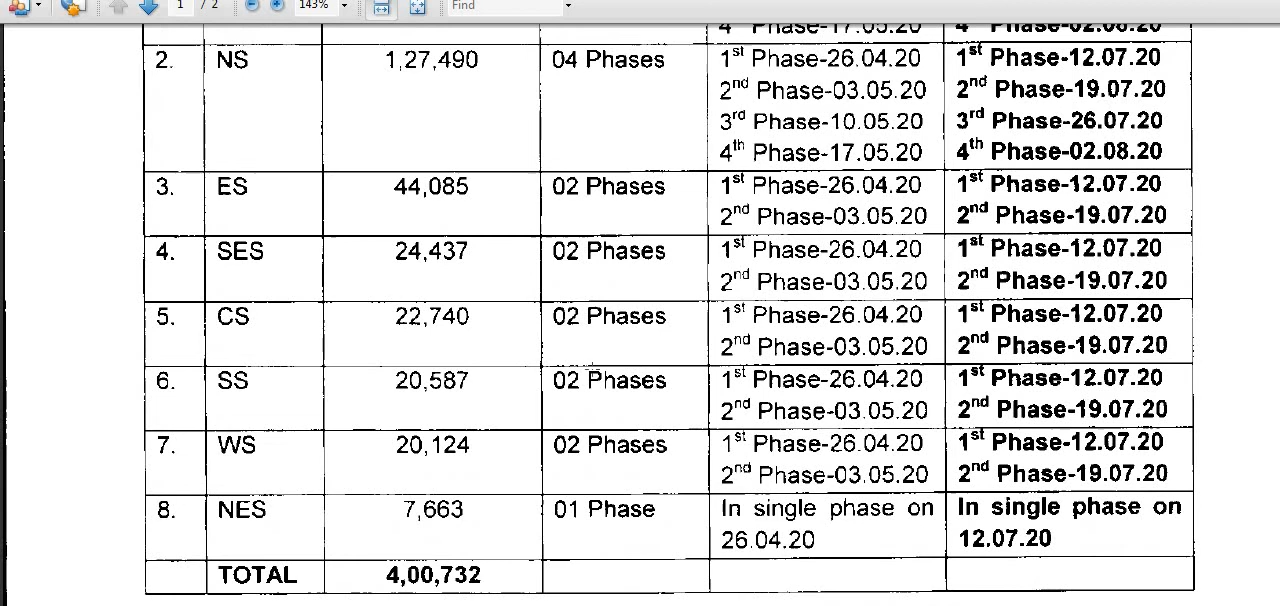 1 / 2 143% Find
4th Phase-17.05.20 4th Phase-02.08.20
2. NS 1,27,490 04 Phases 1st Phase-26.04.20 1st Phase-12.07.20
2nd Phase-03.05.20 2nd Phase-19.07.20
3rd Phase-10.05.20 3rd Phase-26.07.20
4th Phase-17.05.20 4th Phase-02.08.20
3. ES 44,085 02 Phases 1st Phase-26.04.20 1st Phase-12.07.20
2nd Phase-03.05.20 2nd Phase-19.07.20
4. SES 24,437 02 Phases 1st Phase-26.04.20 1st Phase-12.07.20
2nd Phase-03.05.20 2nd Phase-19.07.20
5. CS 22,740 02 Phases 1st Phase-26.04.20 1st Phase-12.07.20
2nd Phase-03.05.20 2nd Phase-19.07.20
6. SS 20,587 02 Phases 1st Phase-26.04.20 1st Phase-12.07.20
2nd Phase-03.05.20 2nd Phase-19.07.20
7. WS 20,124 02 Phases 1st Phase-26.04.20 1st Phase-12.07.20
2nd Phase-03.05.20 2nd Phase-19.07.20
8. NES 7,663 01 Phase In single phase on In single phase on
26.04.20 12.07.20
TOTAL 4,00,732